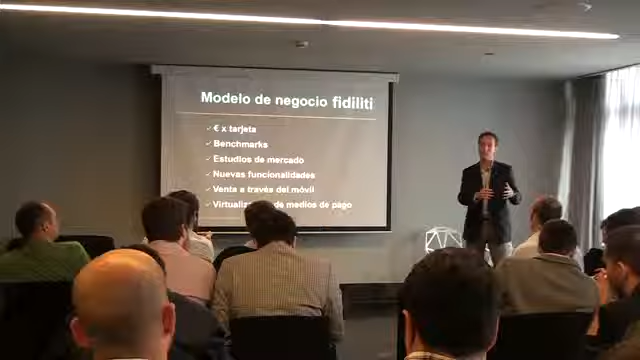 Modelo de negocio fidiliti
✓ € x tarjeta
✓ Benchmarks
✓ Estudios de mercado
✓ Nuevas funcionalidades
✓ Venta a través del móvil
✓ Virtualiza de medios de pago